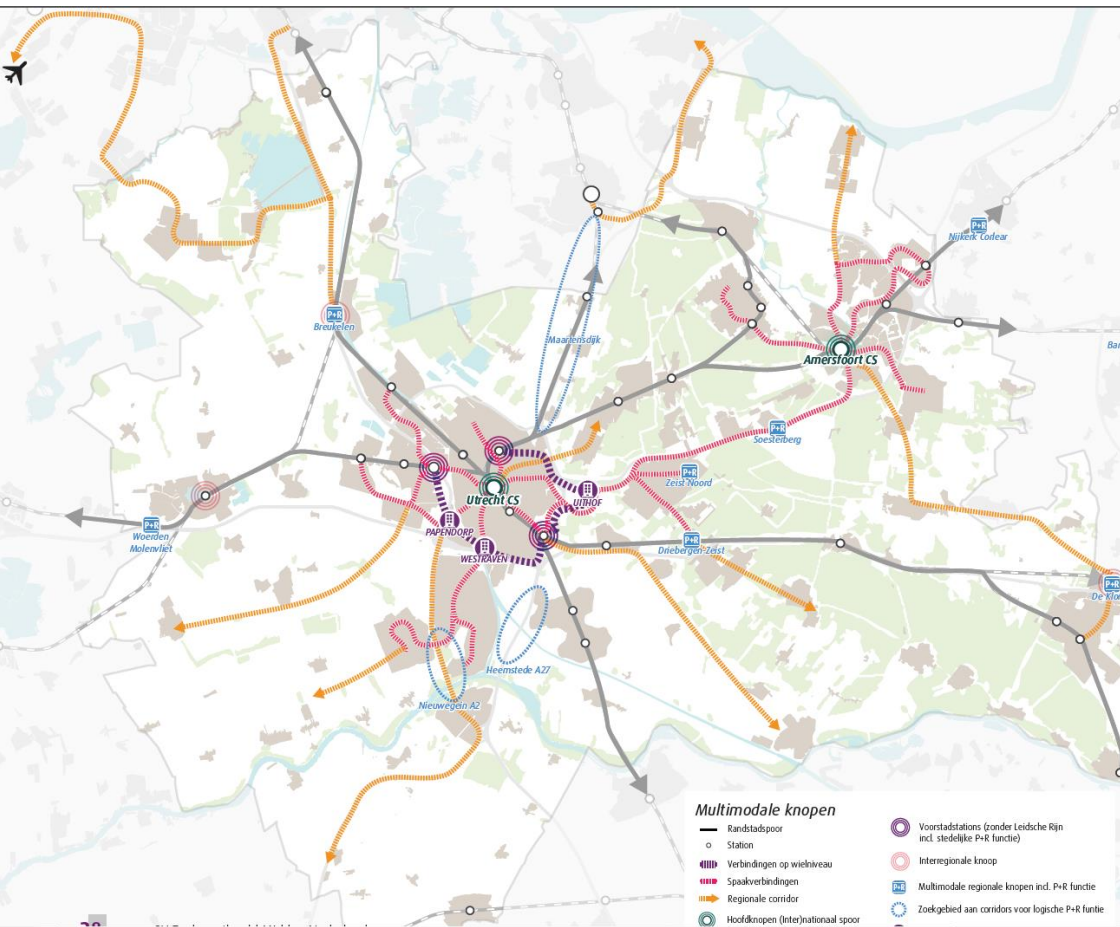 P+R
Nijkerk Corlear
P+R
Breukelen
Maartensdijk
Amersfoort CS
P+R
Soesterberg
P+R
Zeist-Noord
Utrecht CS
UITHOF
PAPENDORP
WESTRAVEN
P+R
Woerden
Molenvliet
P+R
Driebergen-Zeist
P+R
Heemstede A27
Nieuwegein A2
Multimodale knopen
Randstadspoor
Station
Verbindingen op wielniveau
Spaakverbindingen
Regionale corridor
Hoofdknopen (Inter)nationaal spoor
Voorstadstations (zonder Leidsche Rijn
incl. stedelijke P+R functie)
Interregionale knoop
P+R
Multimodale regionale knopen incl. P+R functie
Zoekgebied aan corridors voor logische P+R funtie